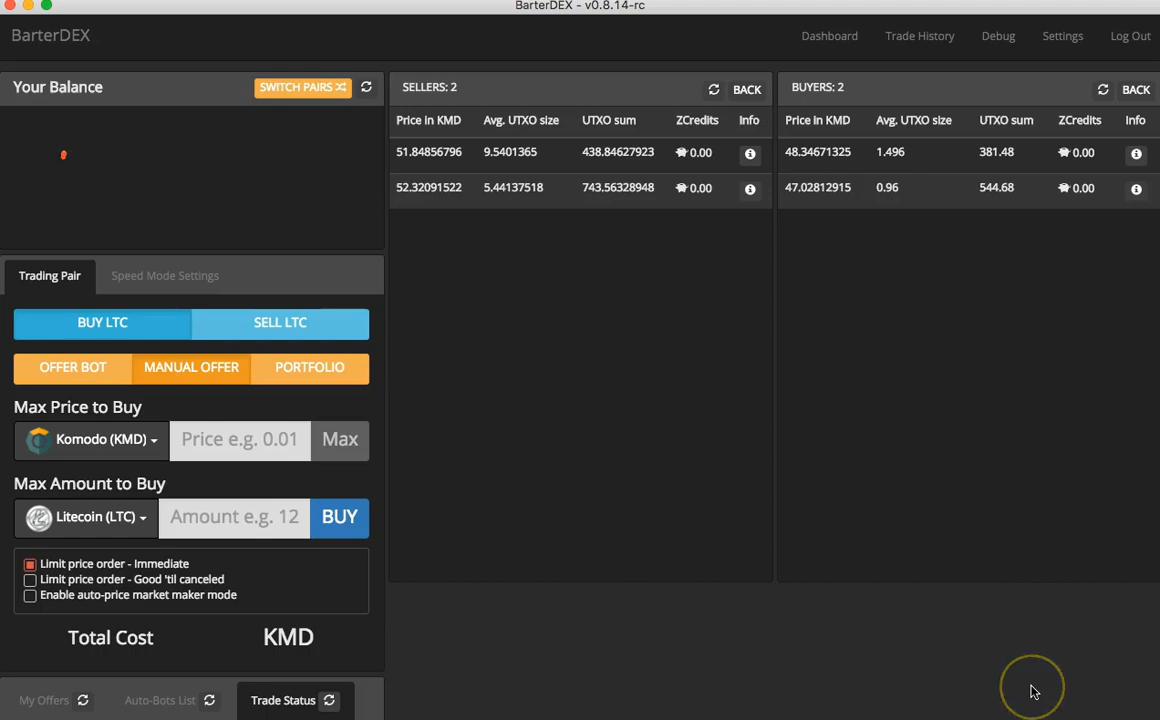 BarterDEX - v0.8.14-rc
BarterDEX
Dashboard Trade History Debug Settings Log Out
Your Balance
SWITCH PAIRS
Trading Pair Speed Mode Settings
BUY LTC SELL LTC
OFFER BOT MANUAL OFFER PORTFOLIO
Max Price to Buy
Komodo (KMD) Price e.g. 0.01 Max
Max Amount to Buy
Litecoin (LTC) Amount e.g. 12 BUY
Limit price order - Immediate
Limit price order - Good 'til canceled
Enable auto-price market maker mode
Total Cost KMD
My Offers Auto-Bots List Trade Status
SELLERS: 2 BACK
Price in KMD Avg. UTXO size UTXO sum ZCredits Info
51.84856796 9.5401365 438.84627923 0.00
52.32091522 5.44137518 743.56328948 0.00
BUYERS: 2 BACK
Price in KMD Avg. UTXO size UTXO sum ZCredits Info
48.34671325 1.496 381.48 0.00
47.02812915 0.96 544.68 0.00